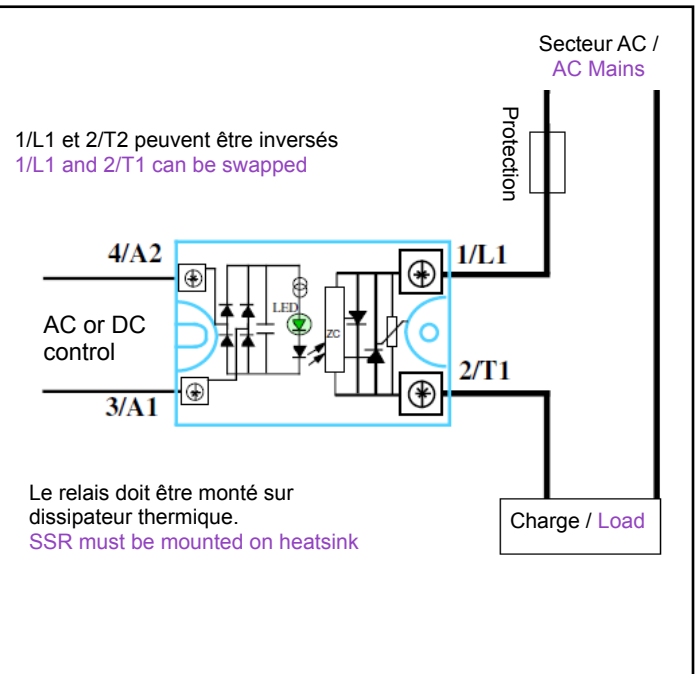 Secteur AC /
AC Mains
Protection
1/L1 et 2/T2 peuvent être inversés
1/L1 and 2/T1 can be swapped
4/A2
1/L1
LED
ZC
AC or DC
control
2/T1
3/A1
Le relais doit être monté sur
dissipateur thermique.
SSR must be mounted on heatsink
Charge / Load